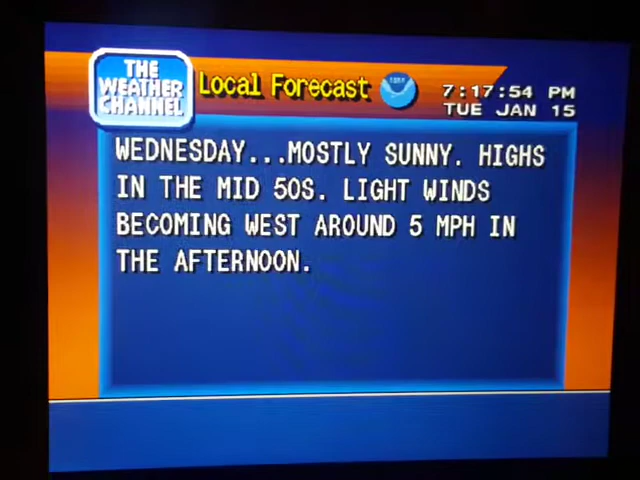 THE
WEATHER
CHANNEL
Local Forecast
7:17:54 PM
TUE JAN 15
WEDNESDAY...MOSTLY SUNNY. HIGHS
IN THE MID 50S. LIGHT WINDS
BECOMING WEST AROUND 5 MPH IN
THE AFTERNOON.